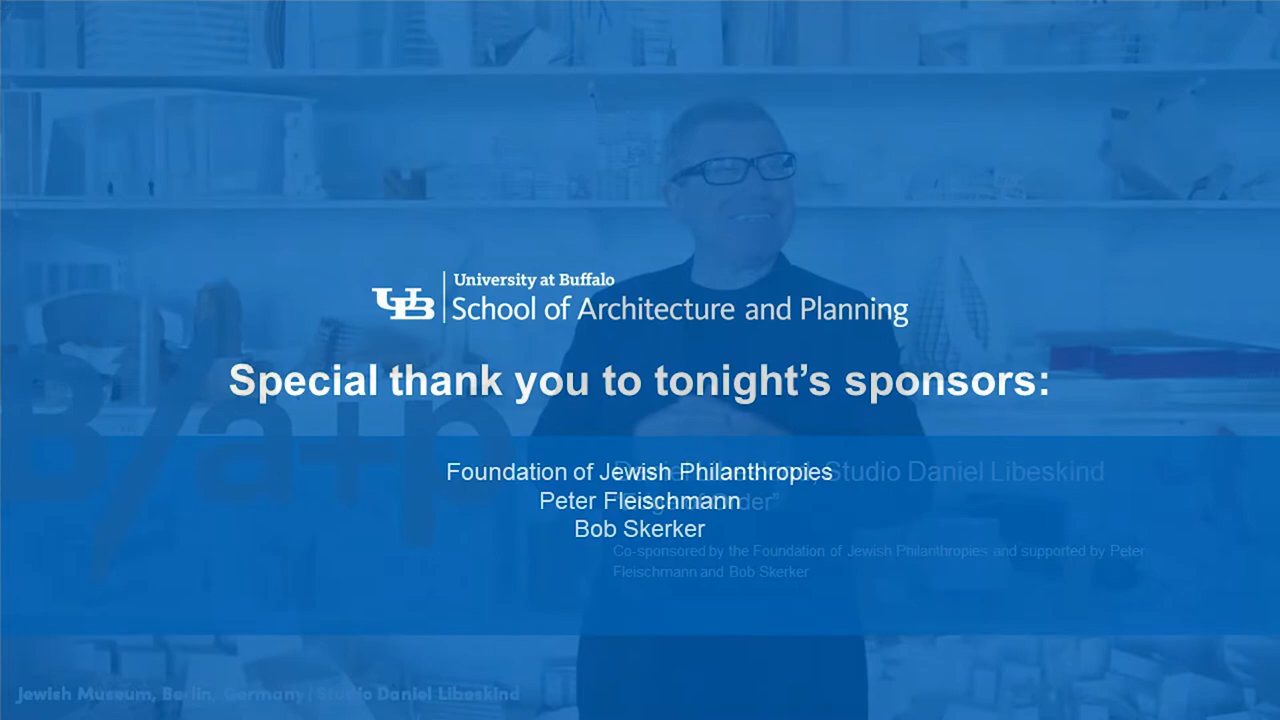 University at Buffalo
UB School of Architecture and Planning
Special thank you to tonight's sponsors:
B/a+p
Foundation of Jewish Philanthropies
Peter Fleischmann
Bob Skerker
Studio Daniel Libeskind
Co-sponsored by the Foundation of Jewish Philanthropies and supported by Peter
Fleischmann and Bob Skerker
Jewish Museum, Berlin, Germany | Studio Daniel Libeskind